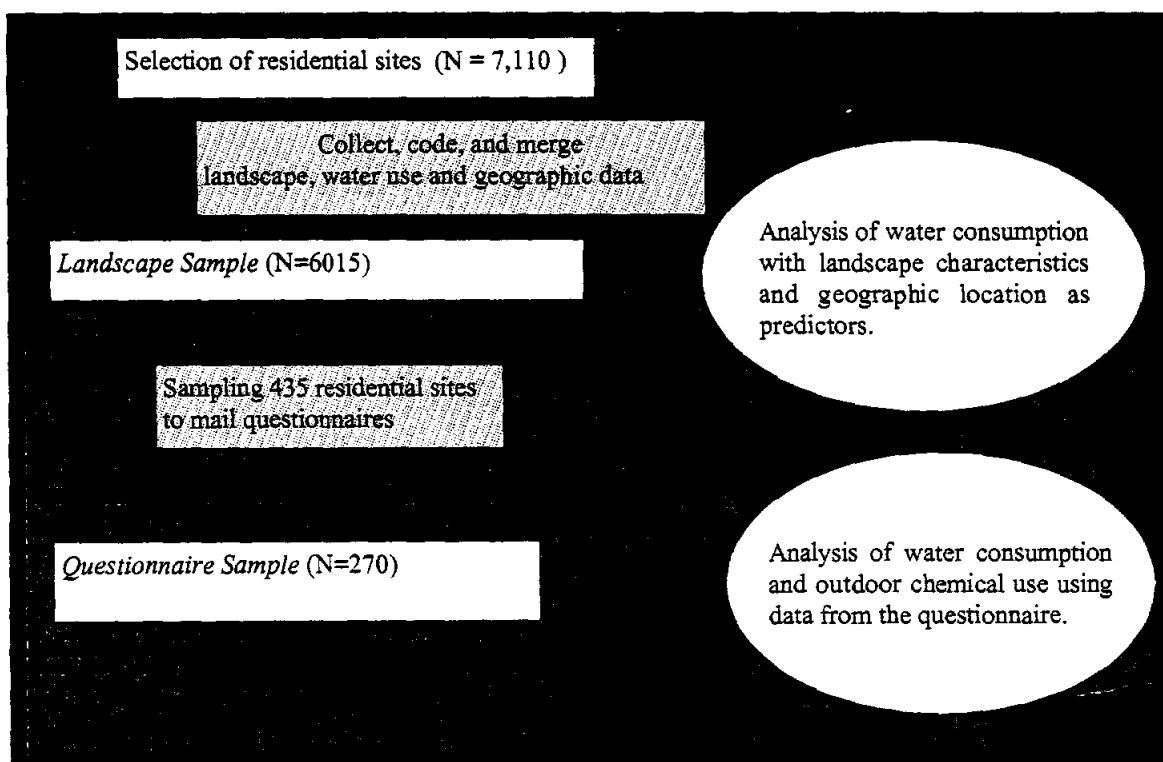 Selection of residential sites (N = 7,110 )
Collect, code, and merge
landscape, water use and geographic data
Landscape Sample (N=6015)
Analysis of water consumption
with landscape characteristics
and geographic location as
predictors.
Sampling 435 residential sites
to mail questionnaires
Questionnaire Sample (N=270)
Analysis of water consumption
and outdoor chemical use using
data from the questionnaire.